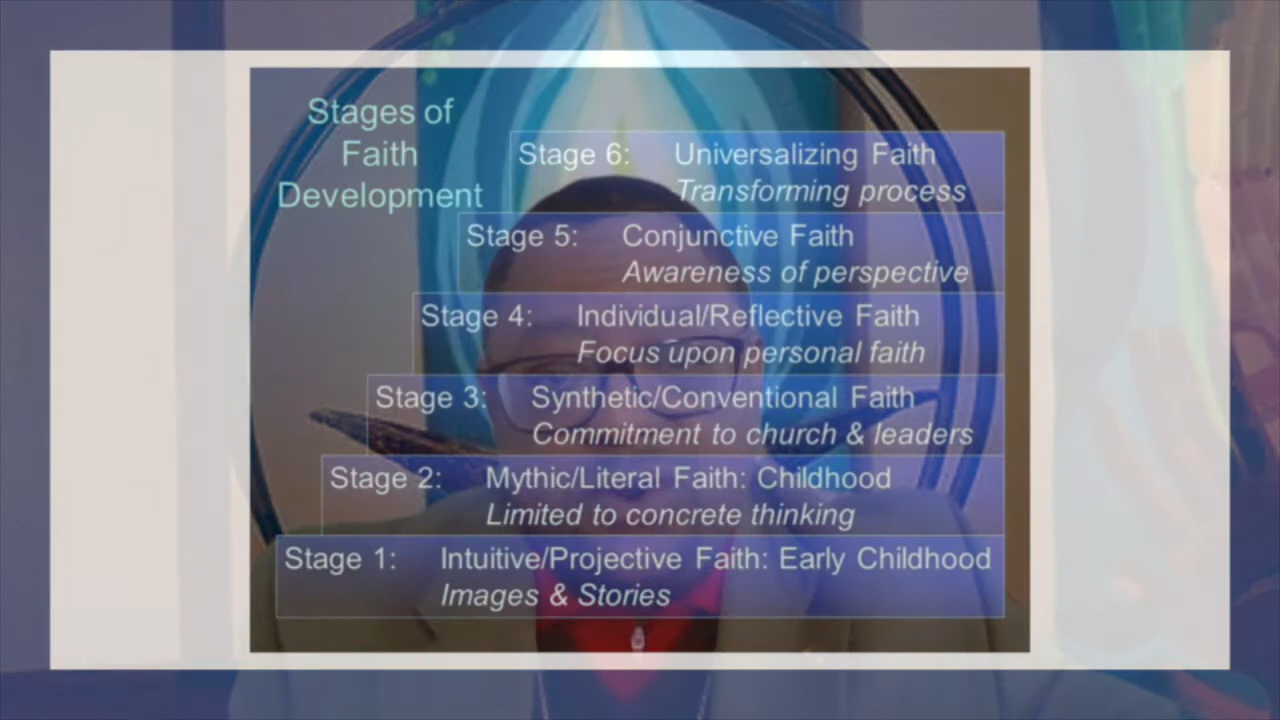 Stages of
Faith
Development
Stage 6: Universalizing Faith
Transforming process
Stage 5: Conjunctive Faith
Awareness of perspective
Stage 4: Individual/Reflective Faith
Focus upon personal faith
Stage 3: Synthetic/Conventional Faith
Commitment to church & leaders
Stage 2: Mythic/Literal Faith: Childhood
Limited to concrete thinking
Stage 1: Intuitive/Projective Faith: Early Childhood
Images & Stories